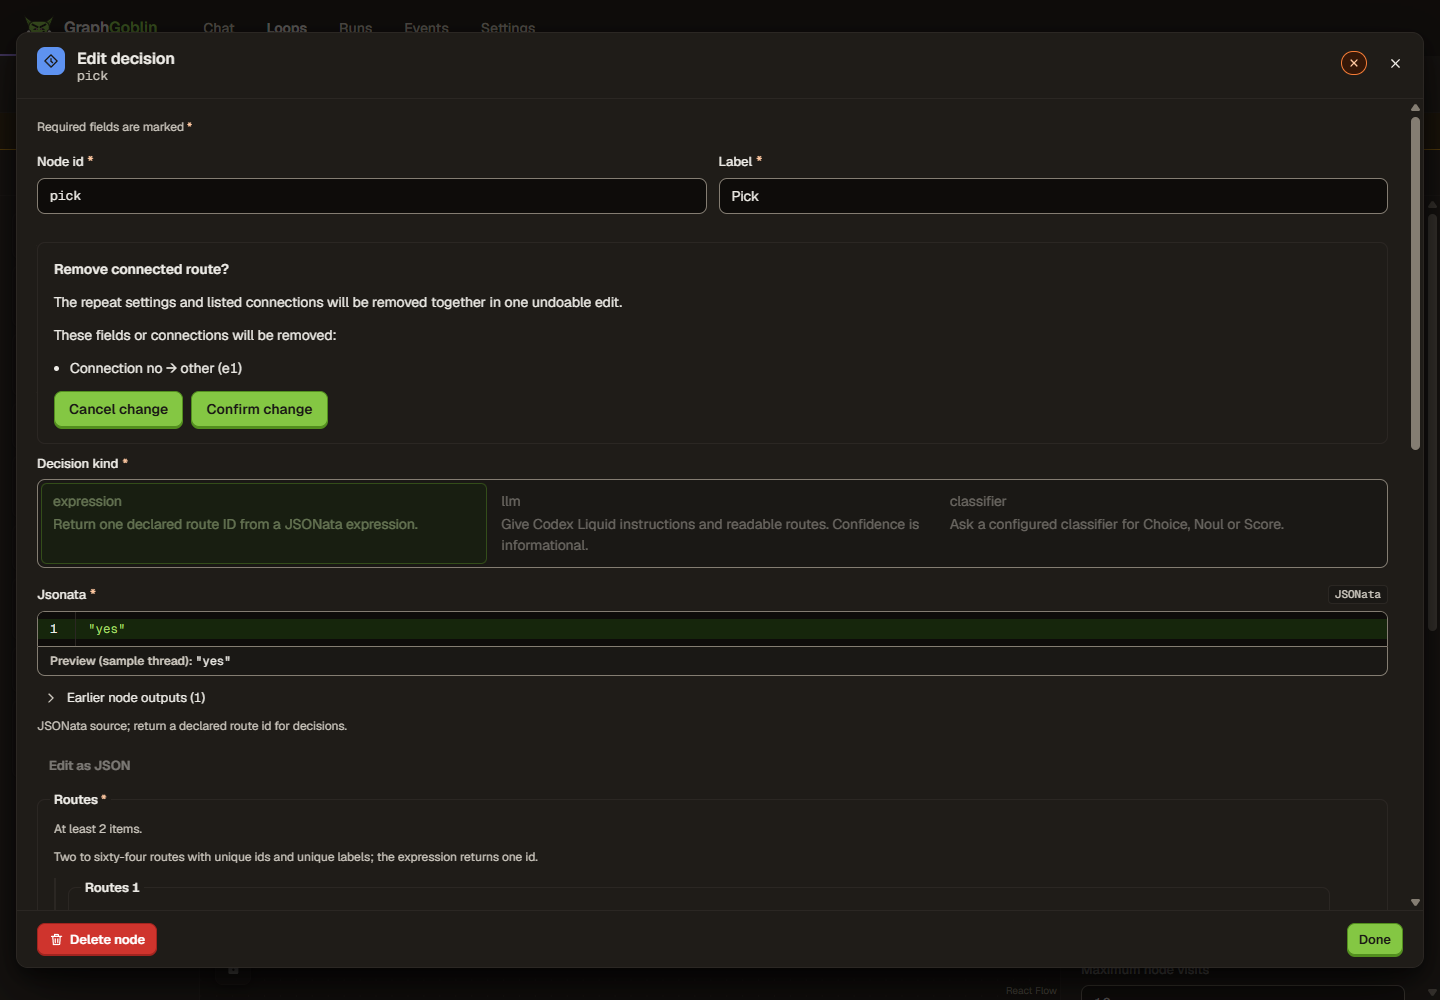 GraphGoblin Chat Loops Runs Events Settings
Edit decision
pick
Required fields are marked *
Node id * Label *
pick Pick
Remove connected route?
The repeat settings and listed connections will be removed together in one undoable edit.
These fields or connections will be removed:
• Connection no → other (e1)
Cancel change Confirm change
Decision kind *
expression llm classifier
Return one declared route ID from a JSONata expression. Give Codex Liquid instructions and readable routes. Confidence is Ask a configured classifier for Choice, Noul or Score.
informational.
Jsonata * JSONata
1 "yes"
Preview (sample thread): "yes"
Earlier node outputs (1)
JSONata source; return a declared route id for decisions.
Edit as JSON
Routes *
At least 2 items.
Two to sixty-four routes with unique ids and unique labels; the expression returns one id.
Routes 1
Delete node Done
Maximum node visits
React Flow